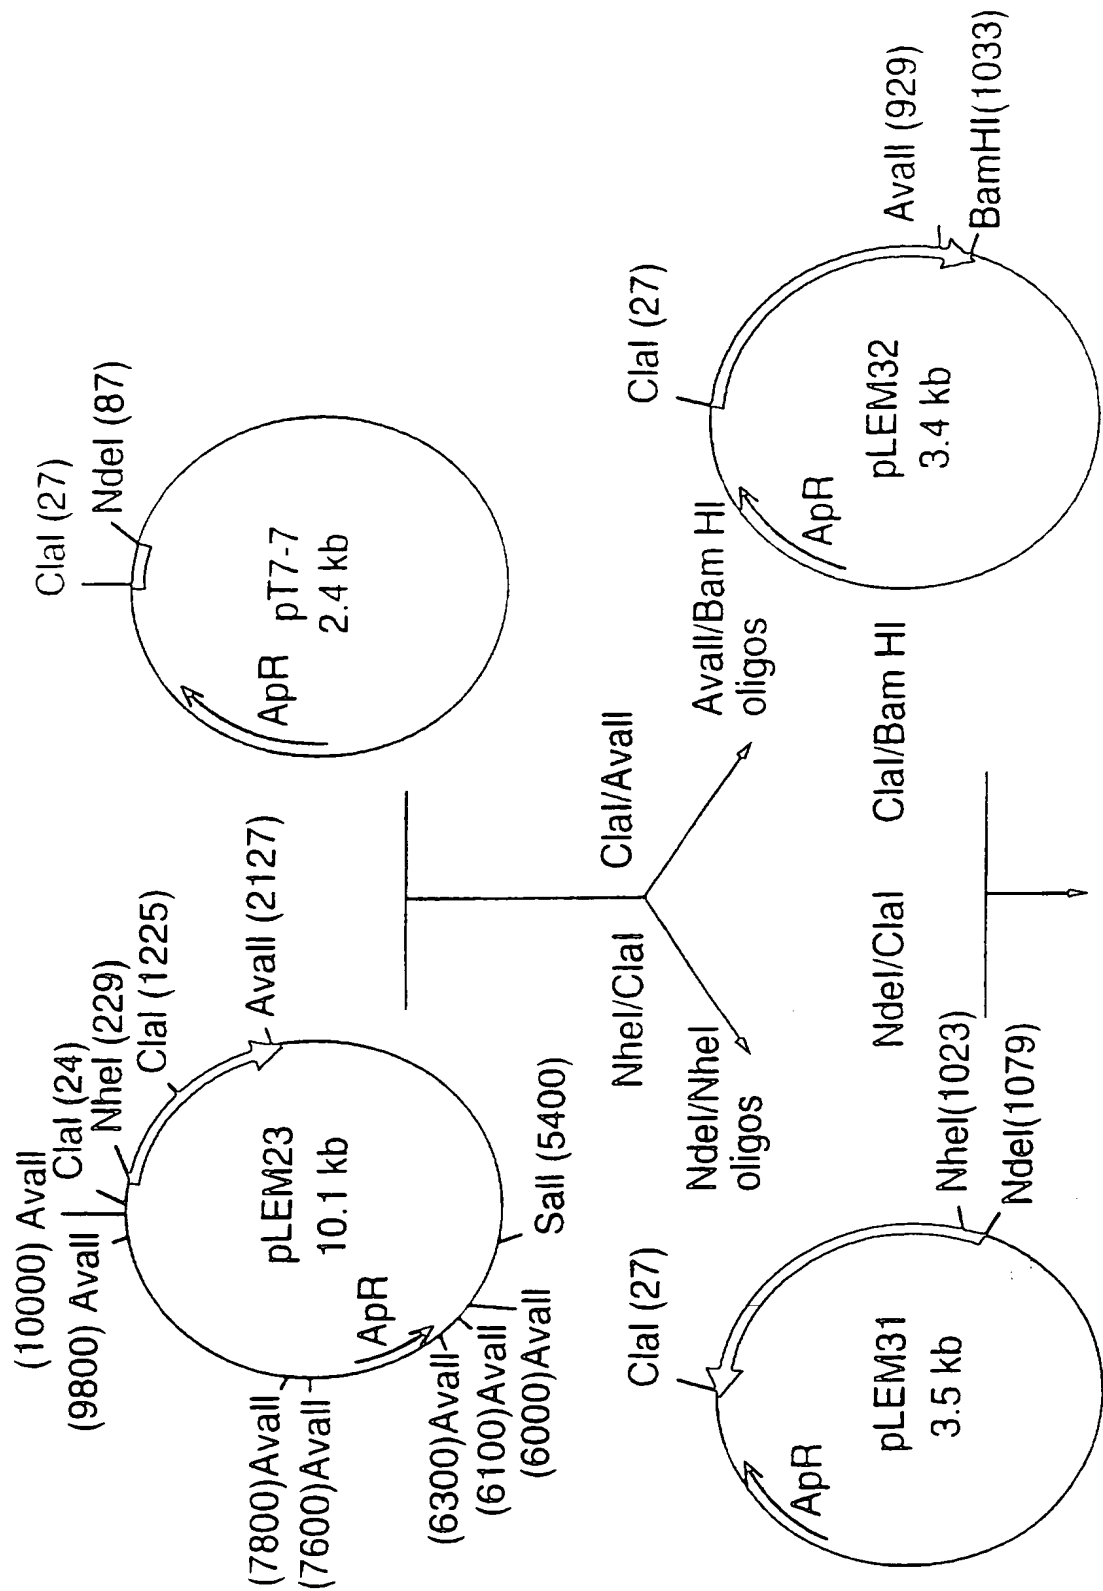 (10000) AvaII
(9800) AvaII
ClaI (24)
NheI (229)
ClaI (1225)
AvaII (2127)
pLEM23
10.1 kb
(7800)AvaII
(7600)AvaII
ApR
(6300)AvaII
(6100)AvaII
(6000)AvaII
SalI (5400)
ClaI (27)
NdeI (87)
pT7-7
2.4 kb
ApR
NheI/ClaI
ClaI/AvaII
NdeI/NheI
oligos
AvaII/Bam HI
oligos
ClaI (27)
pLEM31
3.5 kb
ApR
NheI(1023)
NdeI(1079)
NdeI/ClaI
ClaI/Bam HI
ClaI (27)
ApR
pLEM32
3.4 kb
AvaII (929)
BamHI(1033)